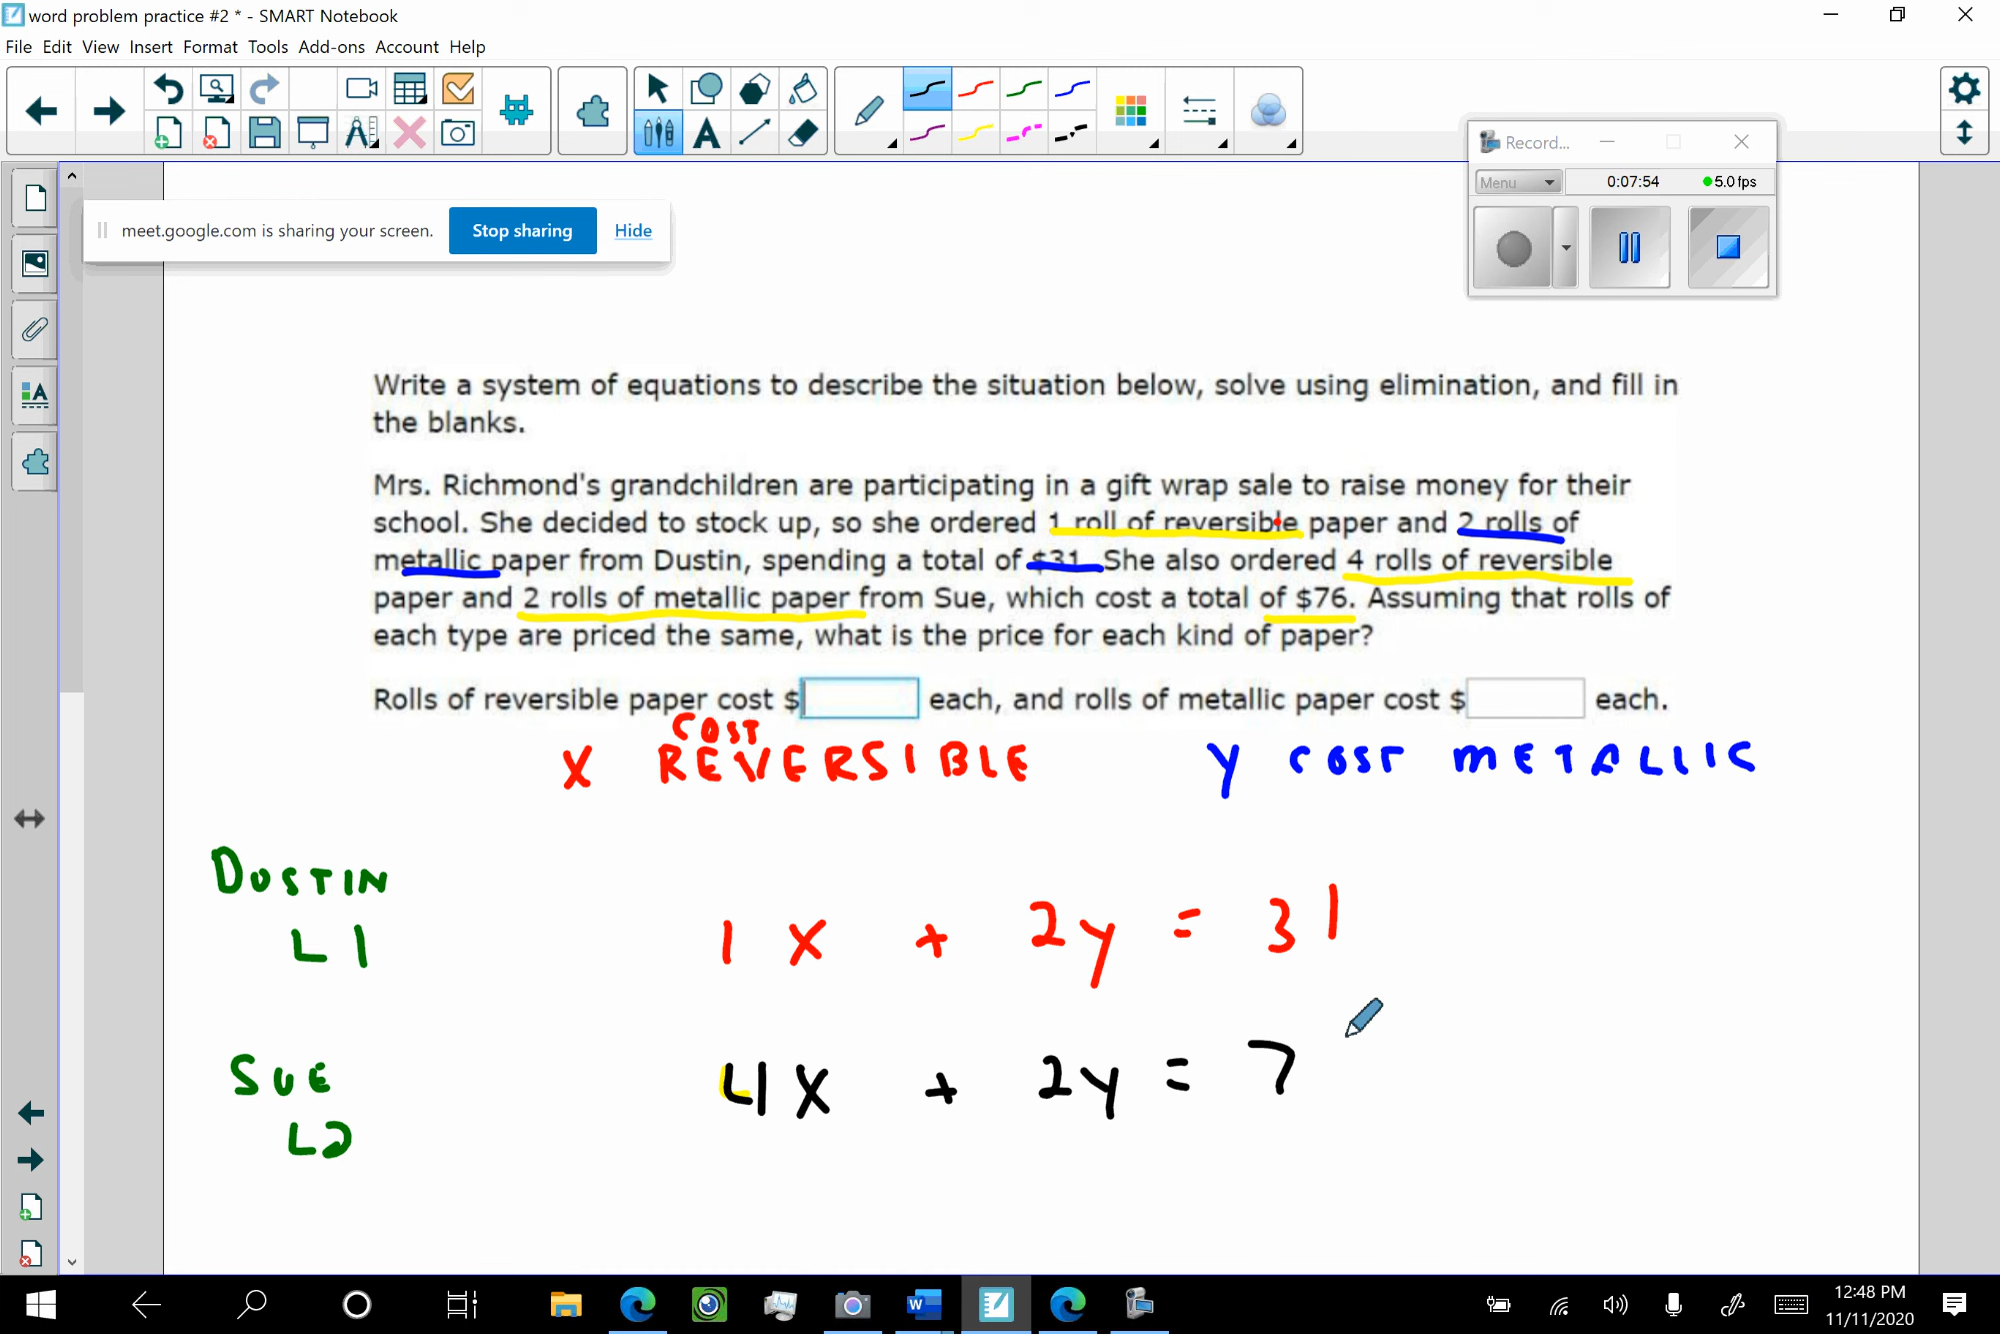 word problem practice #2 * - SMART Notebook
File Edit View Insert Format Tools Add-ons Account Help
Record...
Menu 0:07:54 5.0 fps
meet.google.com is sharing your screen. Stop sharing Hide
Write a system of equations to describe the situation below, solve using elimination, and fill in
the blanks.
Mrs. Richmond's grandchildren are participating in a gift wrap sale to raise money for their
school. She decided to stock up, so she ordered 1 roll of reversible paper and 2 rolls of
metallic paper from Dustin, spending a total of $31. She also ordered 4 rolls of reversible
paper and 2 rolls of metallic paper from Sue, which cost a total of $76. Assuming that rolls of
each type are priced the same, what is the price for each kind of paper?
Rolls of reversible paper cost $ each, and rolls of metallic paper cost $ each.
COST
X REVERSIBLE Y COST METALLIC
DUSTIN
L1 1x + 2y = 31
SUE 4x + 2y = 7
L2
12:48 PM
11/11/2020